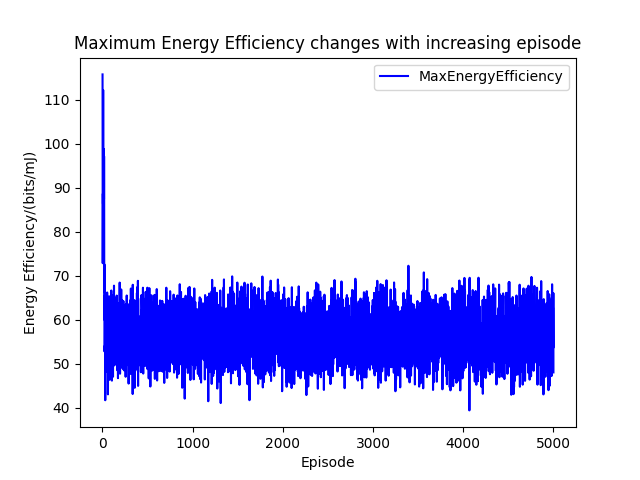 Maximum Energy Efficiency changes with increasing episode
MaxEnergyEfficiency
110
100
90
80
70
60
50
40
Energy Efficiency/(bits/mJ)
0 1000 2000 3000 4000 5000
Episode